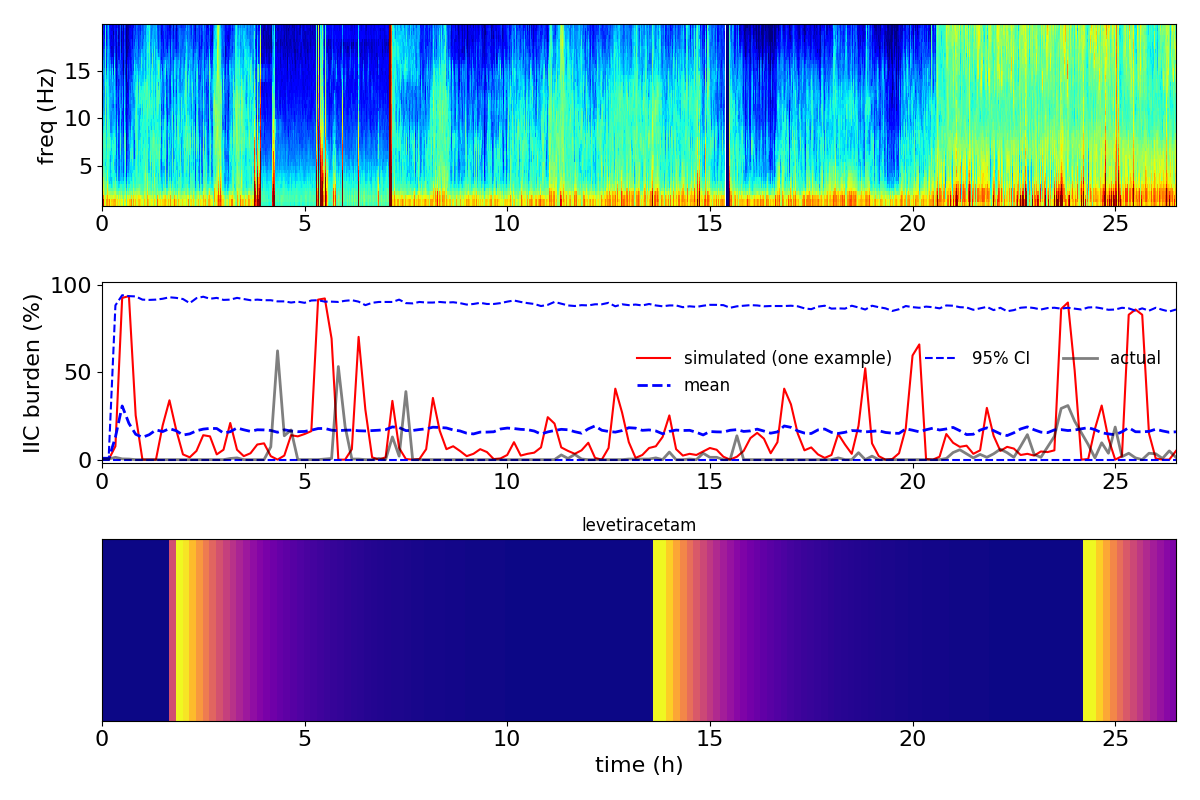 freq (Hz)
15
10
5
0 5 10 15 20 25
IIC burden (%)
100
50
0
simulated (one example) 95% CI actual
mean
0 5 10 15 20 25
levetiracetam
0 5 10 15 20 25
time (h)